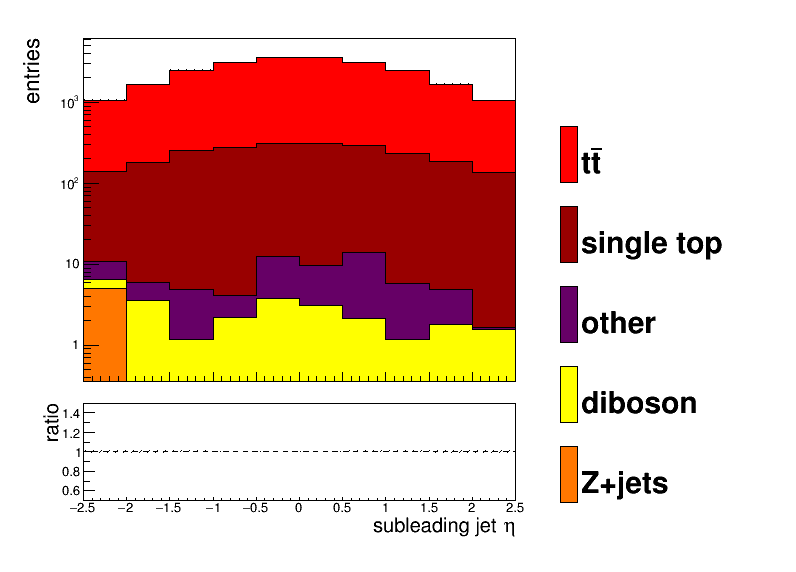 entries
10³
10²
10
1
ratio
1.4
1.2
1
0.8
0.6
−2.5 −2 −1.5 −1 −0.5 0 0.5 1 1.5 2 2.5
subleading jet η
tt̅
single top
other
diboson
Z+jets